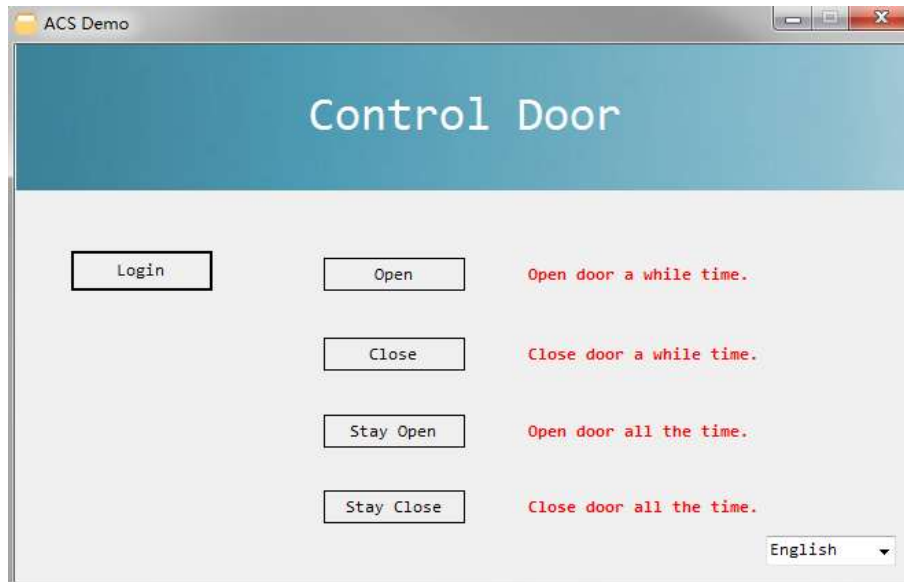 ACS Demo
Control Door
Login
Open
Open door a while time.
Close
Close door a while time.
Stay Open
Open door all the time.
Stay Close
Close door all the time.
English